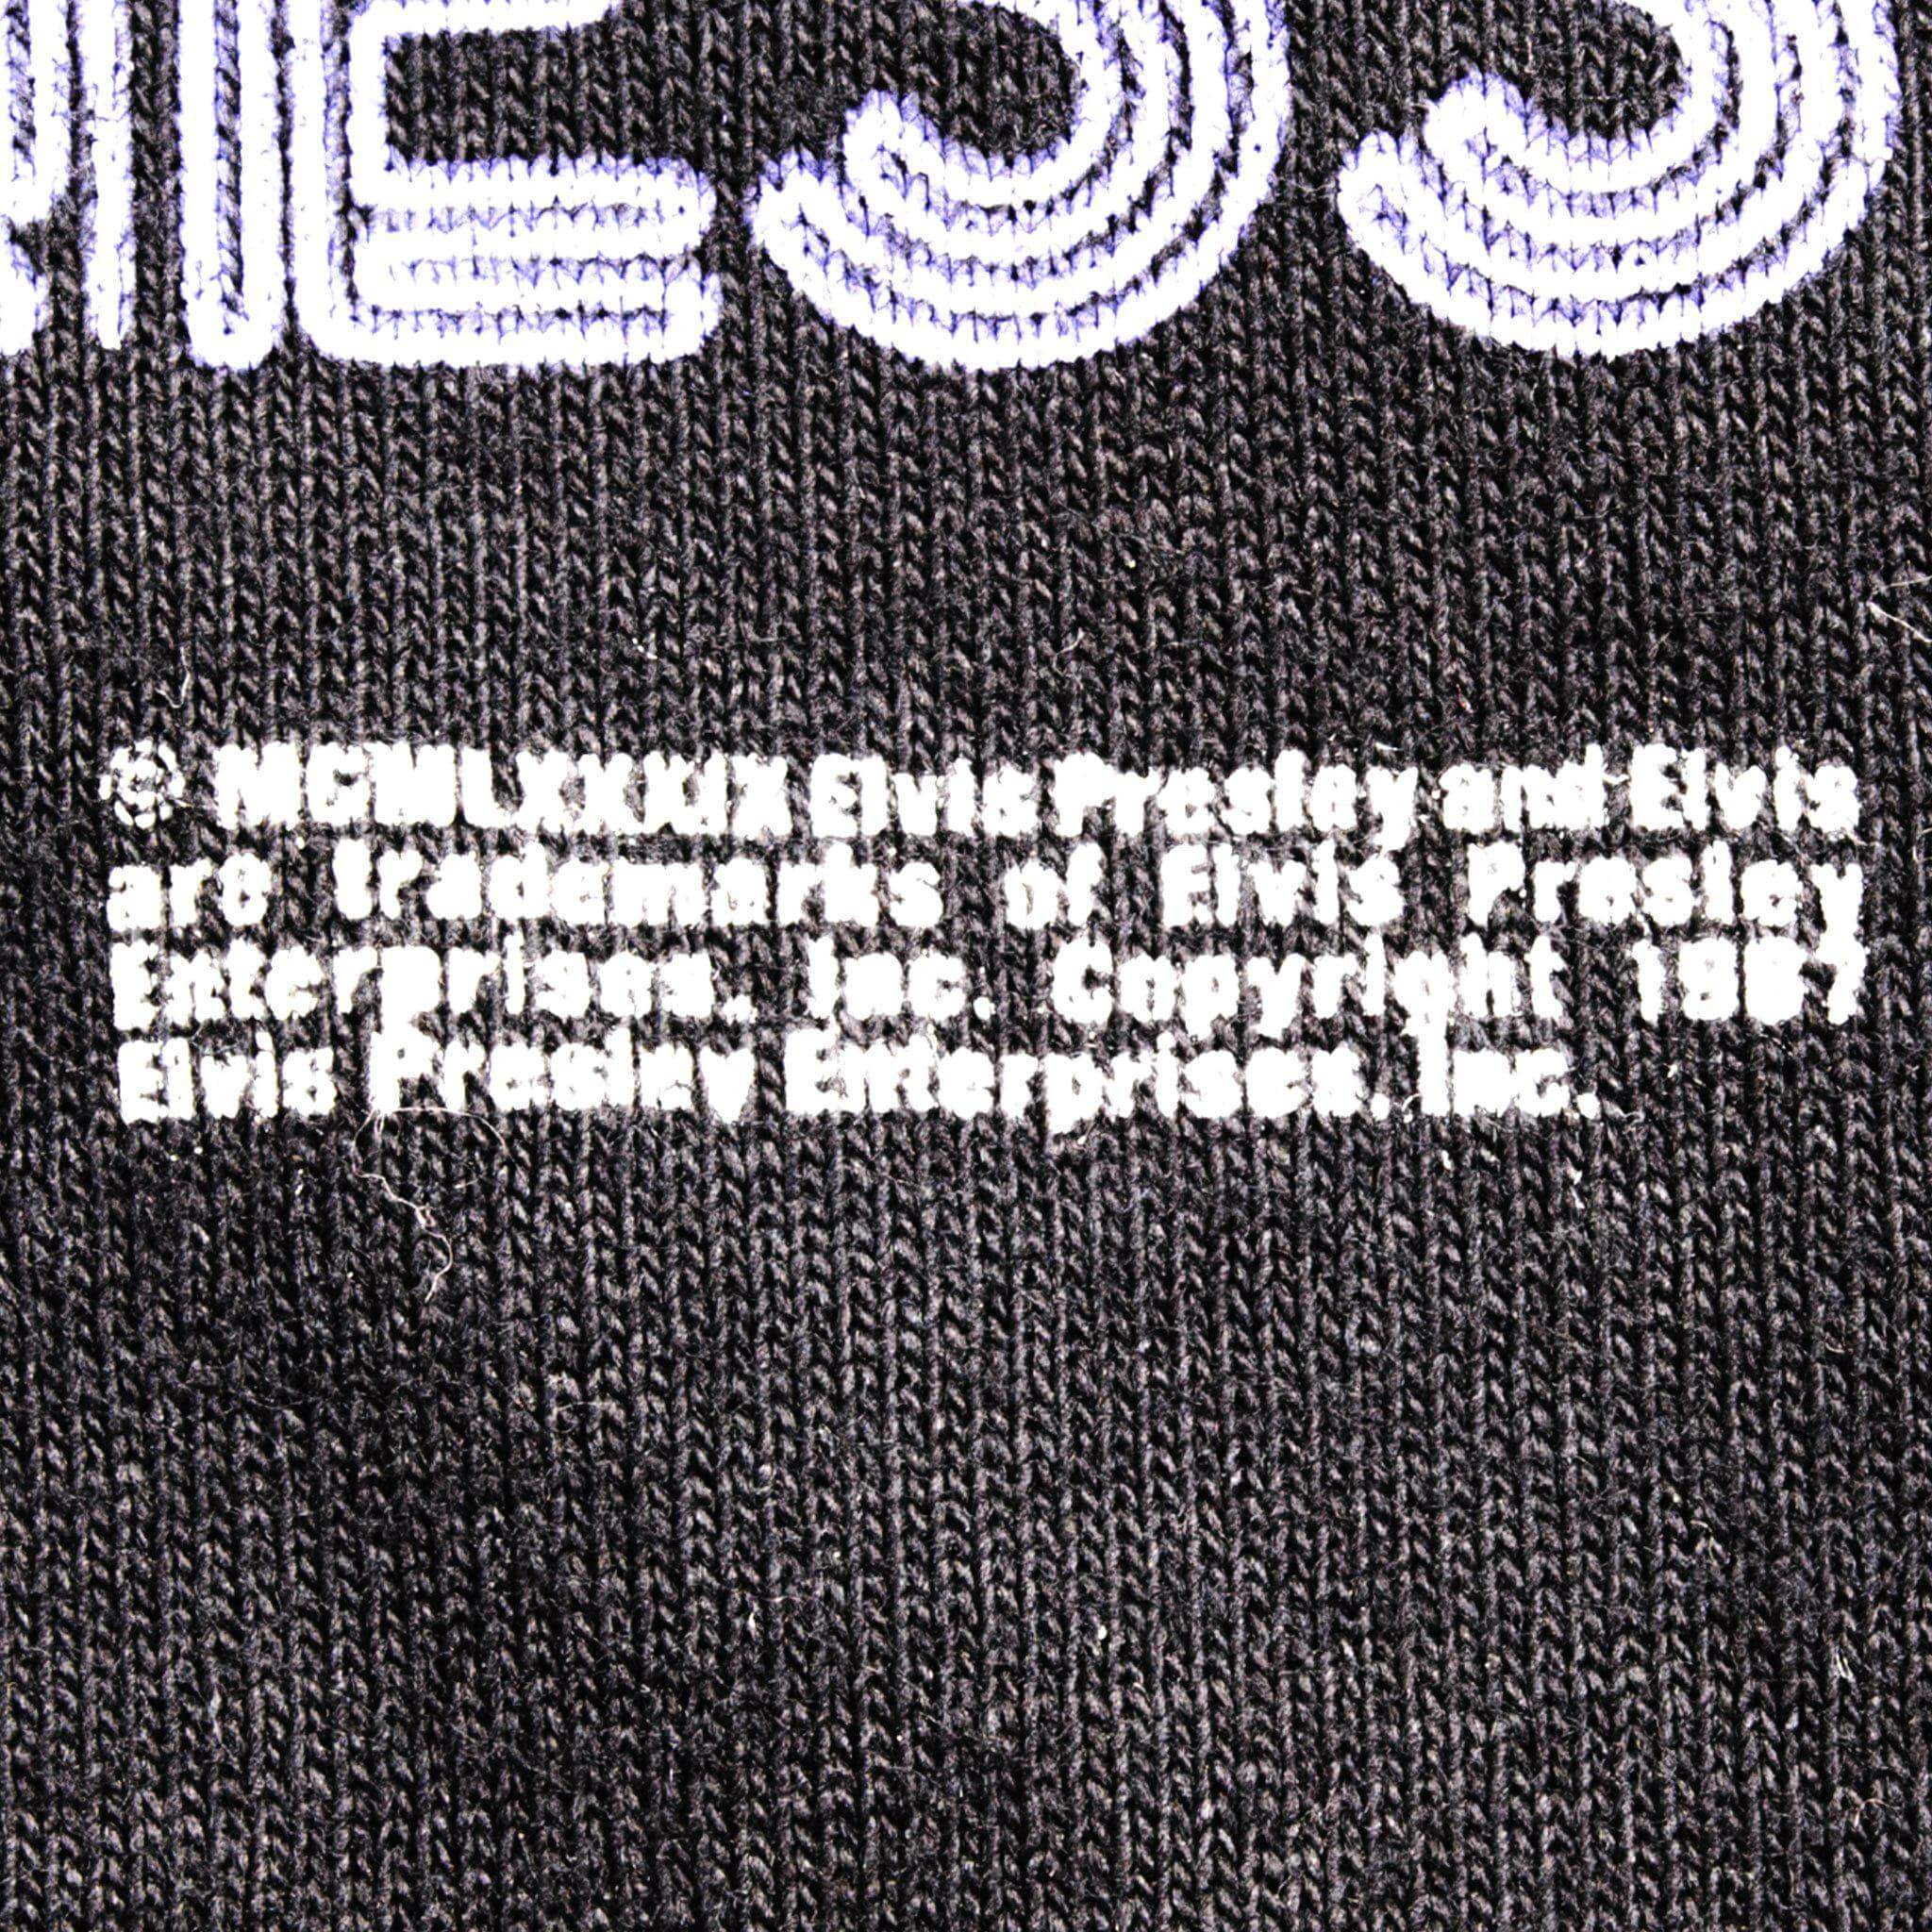 © MCMLXXXIX Elvis Presley and Elvis
are trademarks of Elvis Presley
Enterprises, Inc. Copyright 1987
Elvis Presley Enterprises, Inc.